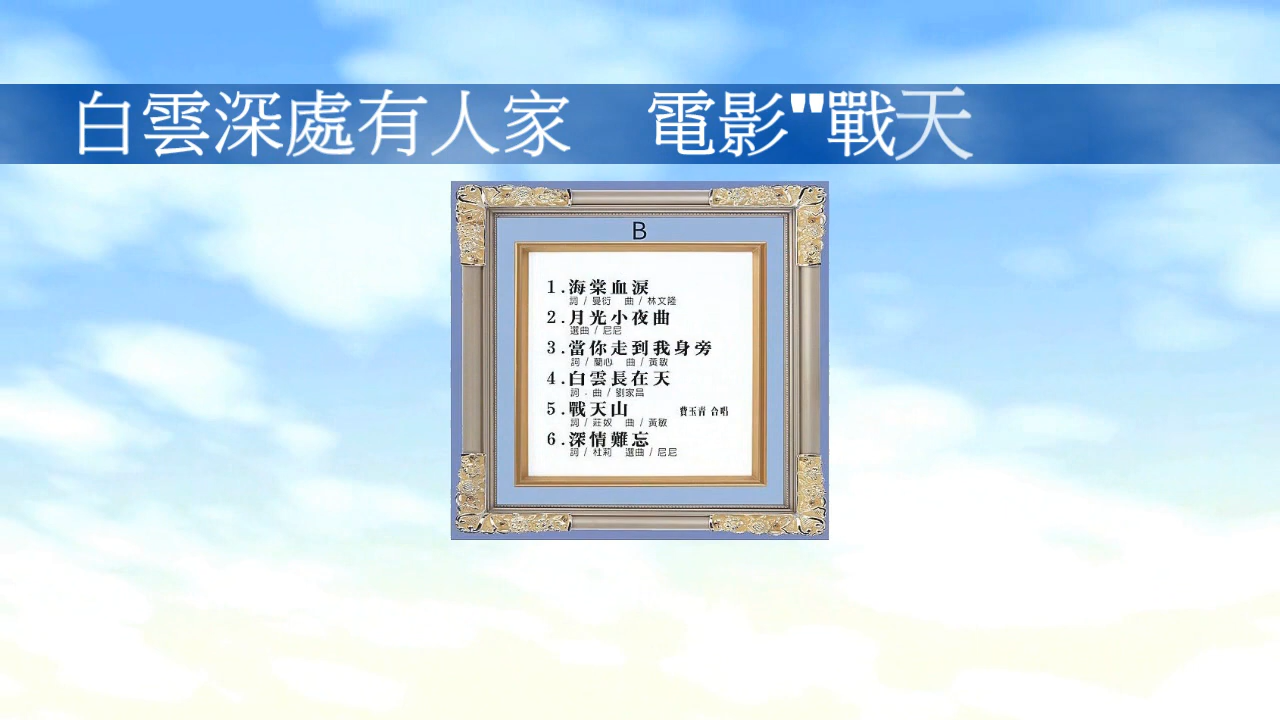 白雲深處有人家 電影"戰天
B
1.海棠血淚
詞 / 曼衍 曲 / 林文隆
2.月光小夜曲
選曲 / 尼尼
3.當你走到我身旁
詞 / 蘭心 曲 / 黃敏
4.白雲長在天
詞．曲 / 劉家昌
5.戰天山 費玉青 合唱
詞 / 莊奴 曲 / 黃敏
6.深情難忘
詞 / 杜莉 選曲 / 尼尼